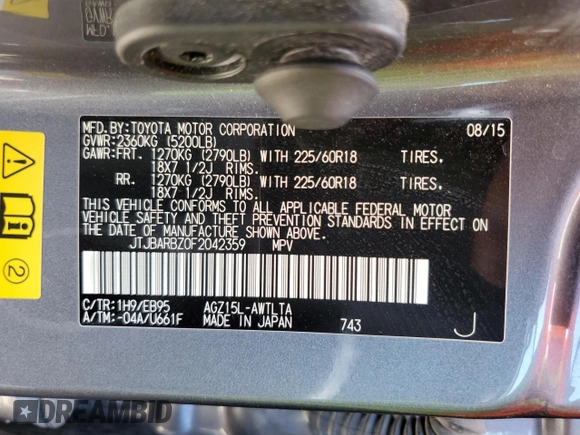 MFD.BY:TOYOTA MOTOR CORPORATION 08/15
GVWR:2360KG (5200LB)
GAWR:FRT. 1270KG (2790LB) WITH 225/60R18 TIRES.
18X7 1/2J RIMS.
RR. 1270KG (2790LB) WITH 225/60R18 TIRES.
18X7 1/2J RIMS.
THIS VEHICLE CONFORMS TO ALL APPLICABLE FEDERAL MOTOR
VEHICLE SAFETY AND THEFT PREVENTION STANDARDS IN EFFECT ON
THE DATE OF MANUFACTURE SHOWN ABOVE.
JTJBARBZ0F2042359 MPV
C/TR:1H9/EB95 AGZ15L-AWTLTA
A/TM:-04A/U661F MADE IN JAPAN 743 J
2
DREAMBID